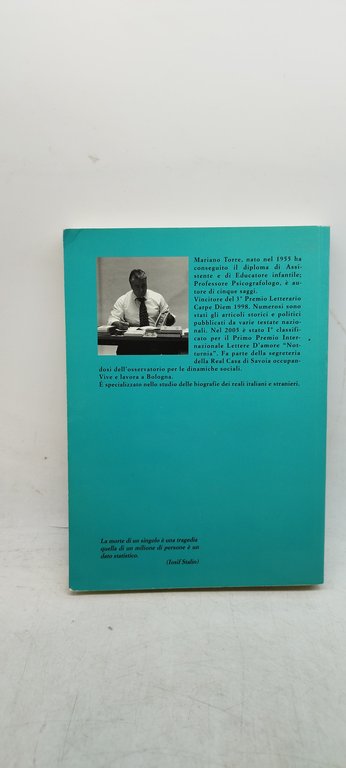 Mariano Torre, nato nel 1955 ha
conseguito il diploma di Assi-
stente e di Educatore infantile;
Professore Psicografologo, è au-
tore di cinque saggi.
Vincitore del 3° Premio Letterario
Carpe Diem 1998. Numerosi sono
stati gli articoli storici e politici
pubblicati da varie testate nazio-
nali. Nel 2003 è stato I° classifi-
cato per il Primo Premio Inter-
nazionale Lettere D'amore "Not-
turnia". Fa parte della segreteria
della Real Casa di Savoia occupan-
dosi dell'osservatorio per le dinamiche sociali.
Vive e lavora a Bologna.
È specializzato nello studio delle biografie dei reali italiani e stranieri.
La morte di un singolo è una tragedia
quella di un milione di persone è un
dato statistico.
(Iosif Stalin)